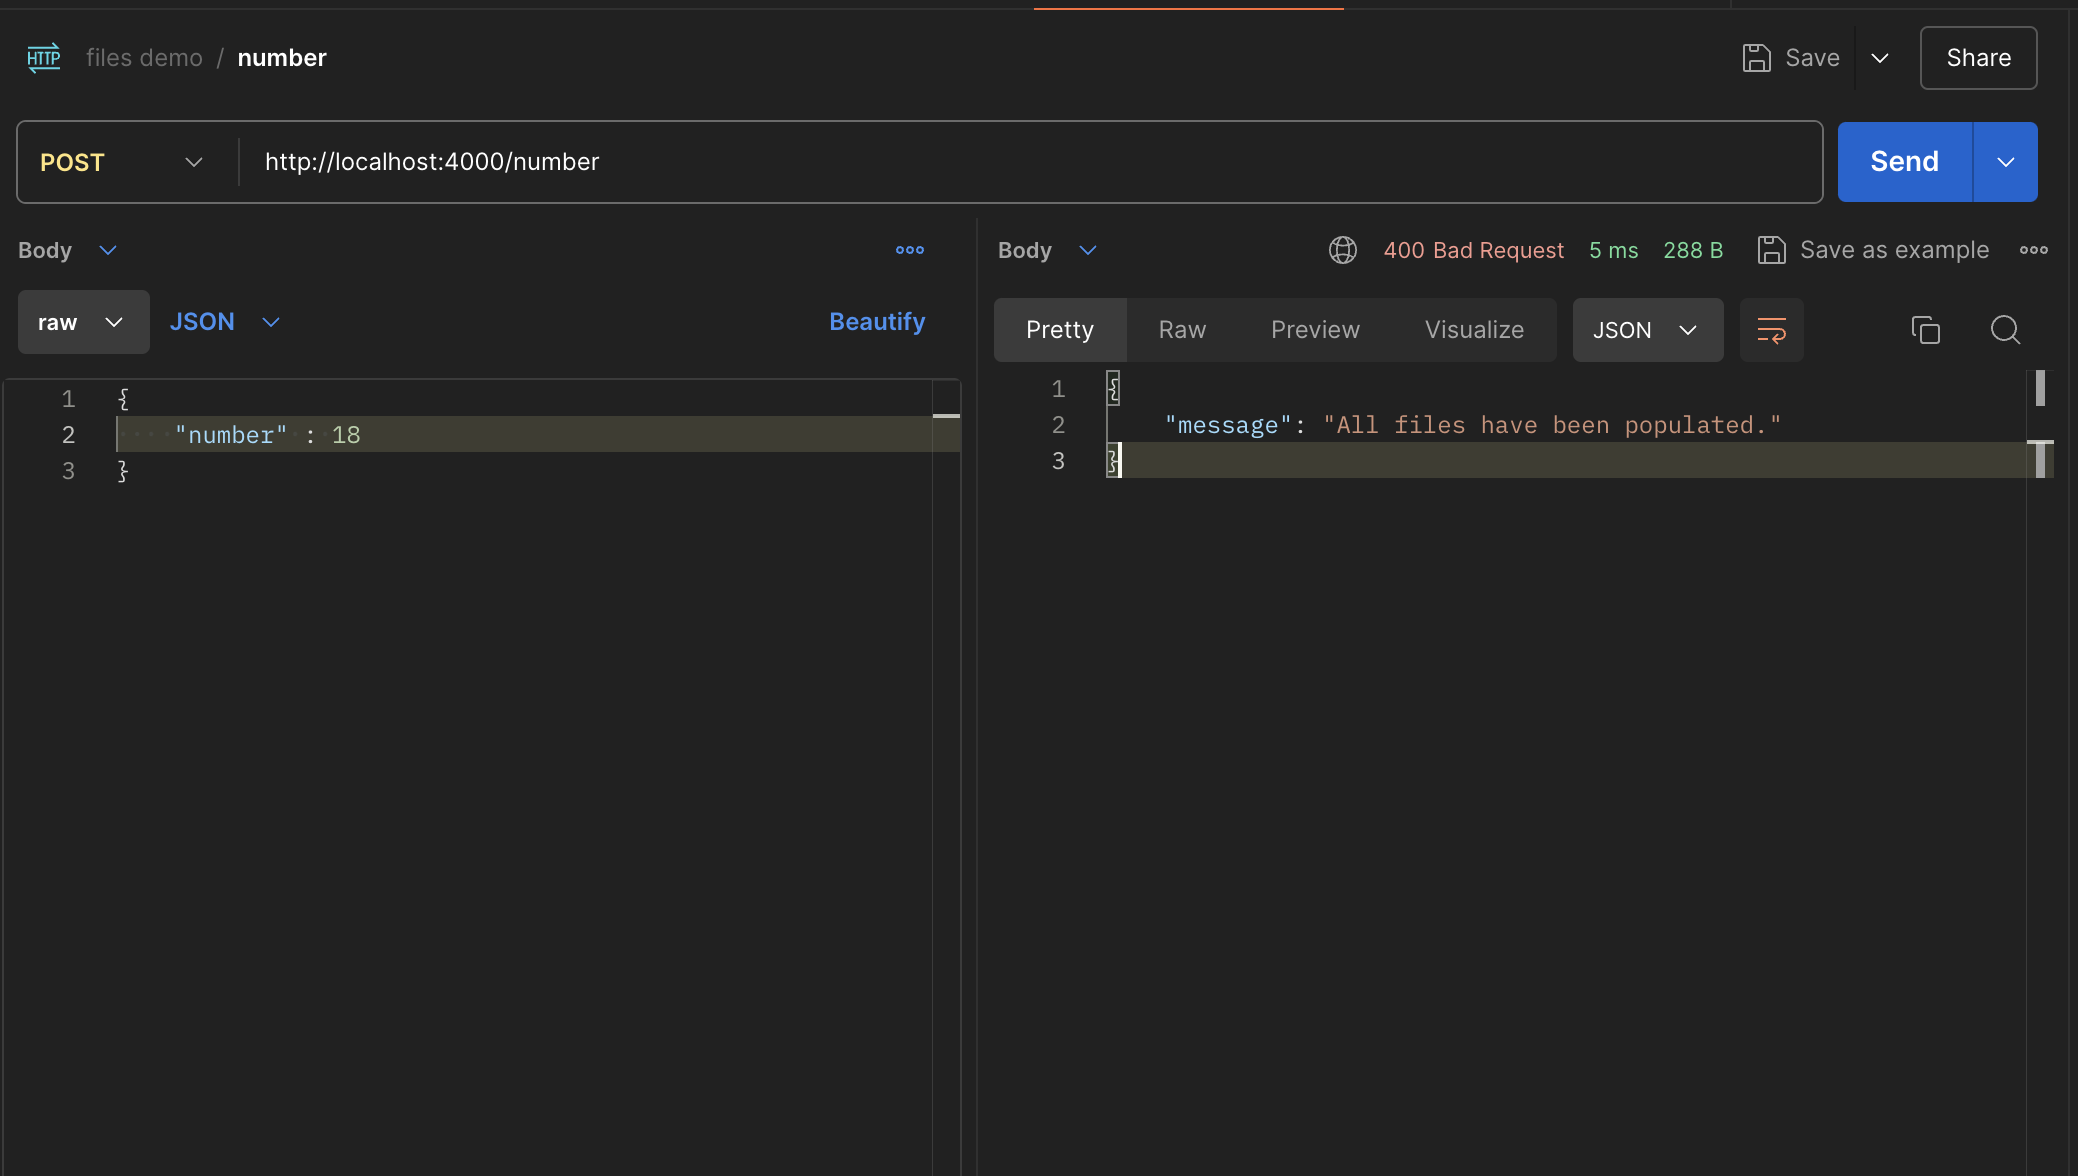 HTTP files demo / number Save Share
POST http://localhost:4000/number Send
Body
raw JSON Beautify
1 {
2 "number" : 18
3 }
Body 400 Bad Request 5 ms 288 B Save as example
Pretty Raw Preview Visualize JSON
1 {
2 "message": "All files have been populated."
3 }